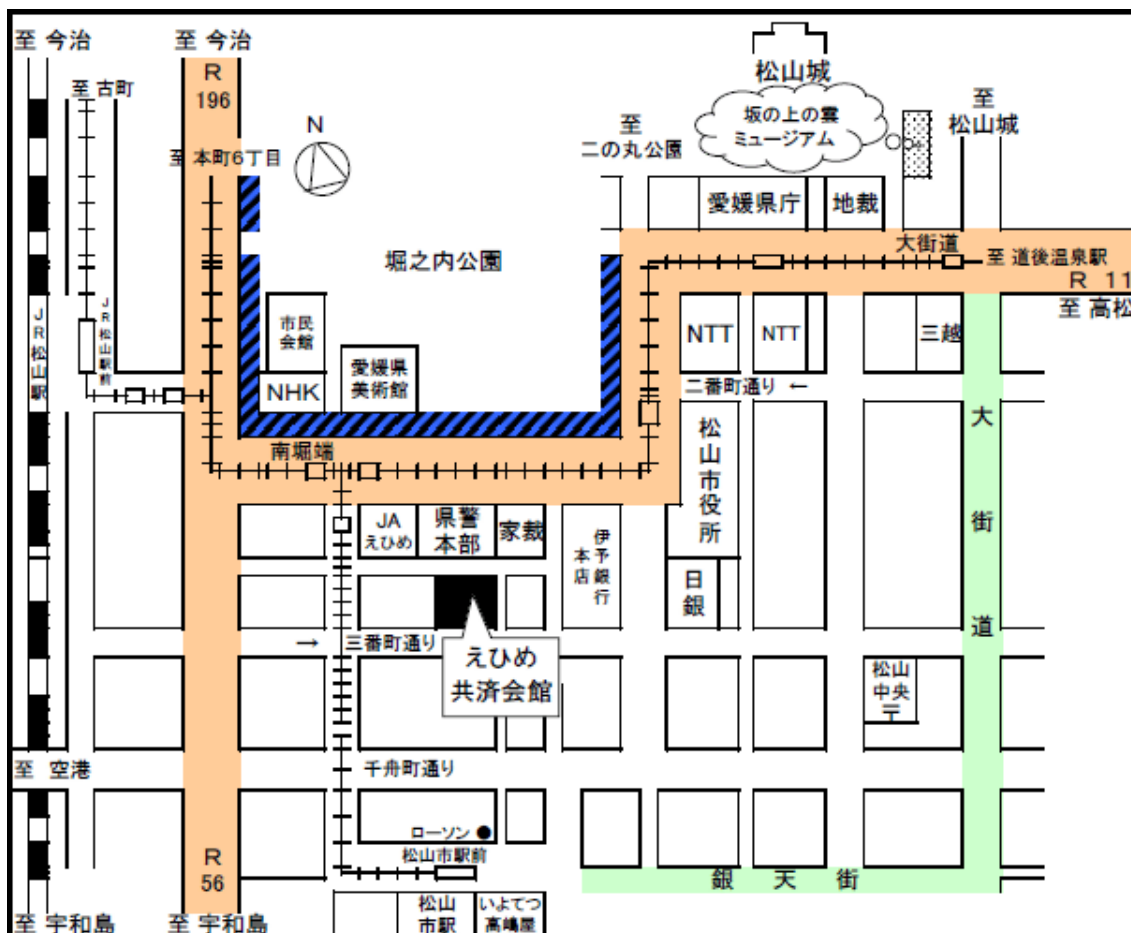 至 今治
至 今治
R
196
至 古町
至 本町6丁目
N
松山城
坂の上の雲
ミュージアム
至
二の丸公園
至
松山城
愛媛県庁
地裁
大街道
至 道後温泉駅
R 11
至 高松
堀之内公園
市民
会館
愛媛県
美術館
NHK
JR松山駅
JR松山駅前
NTT
NTT
三越
二番町通り ←
南堀端
松山市役所
大街道
JA
えひめ
県警
本部
家裁
伊予銀行
本店
日銀
→ 三番町通り
えひめ
共済会館
松山
中央
〒
至 空港
千舟町通り
ローソン ●
松山市駅前
R
56
銀天街
至 宇和島
至 宇和島
松山
市駅
いよてつ
高嶋屋